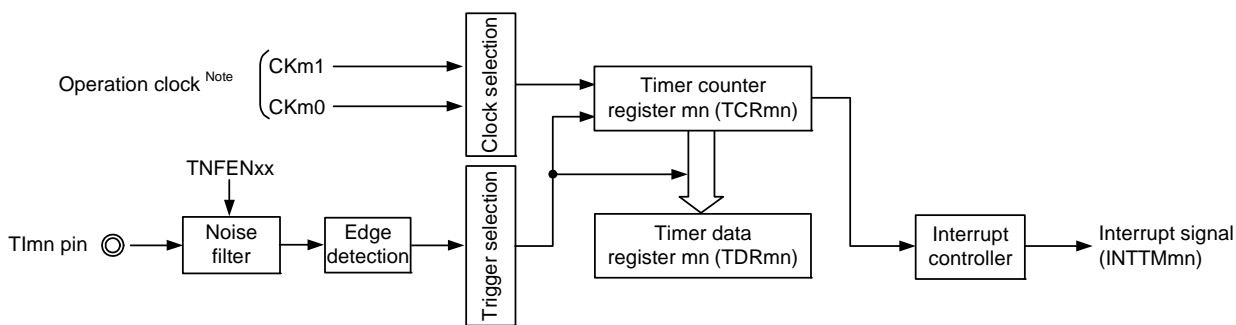 Operation clock Note
CKm1
CKm0
Clock selection
Timer counter
register mn (TCRmn)
TNFENxx
TImn pin
Noise
filter
Edge
detection
Trigger selection
Timer data
register mn (TDRmn)
Interrupt
controller
Interrupt signal
(INTTMmn)